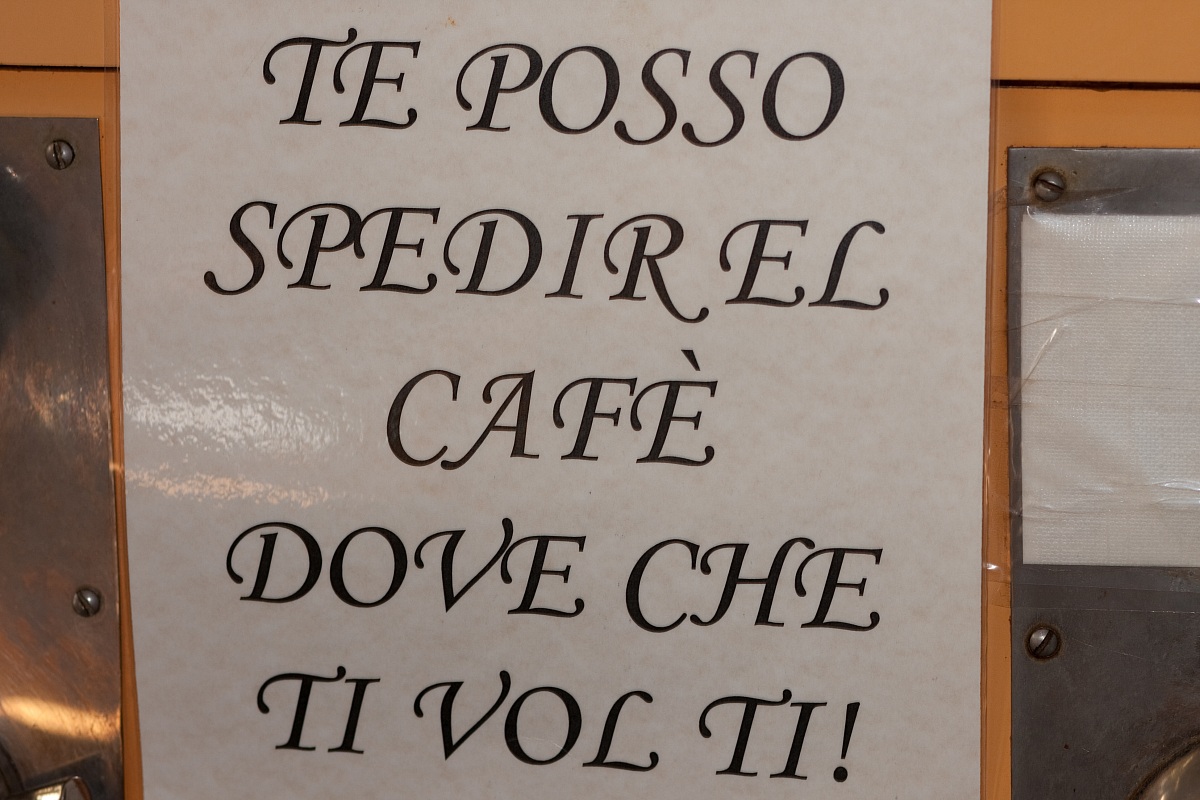 TE POSSO
SPEDIR EL
CAFÈ
DOVE CHE
TI VOL TI!